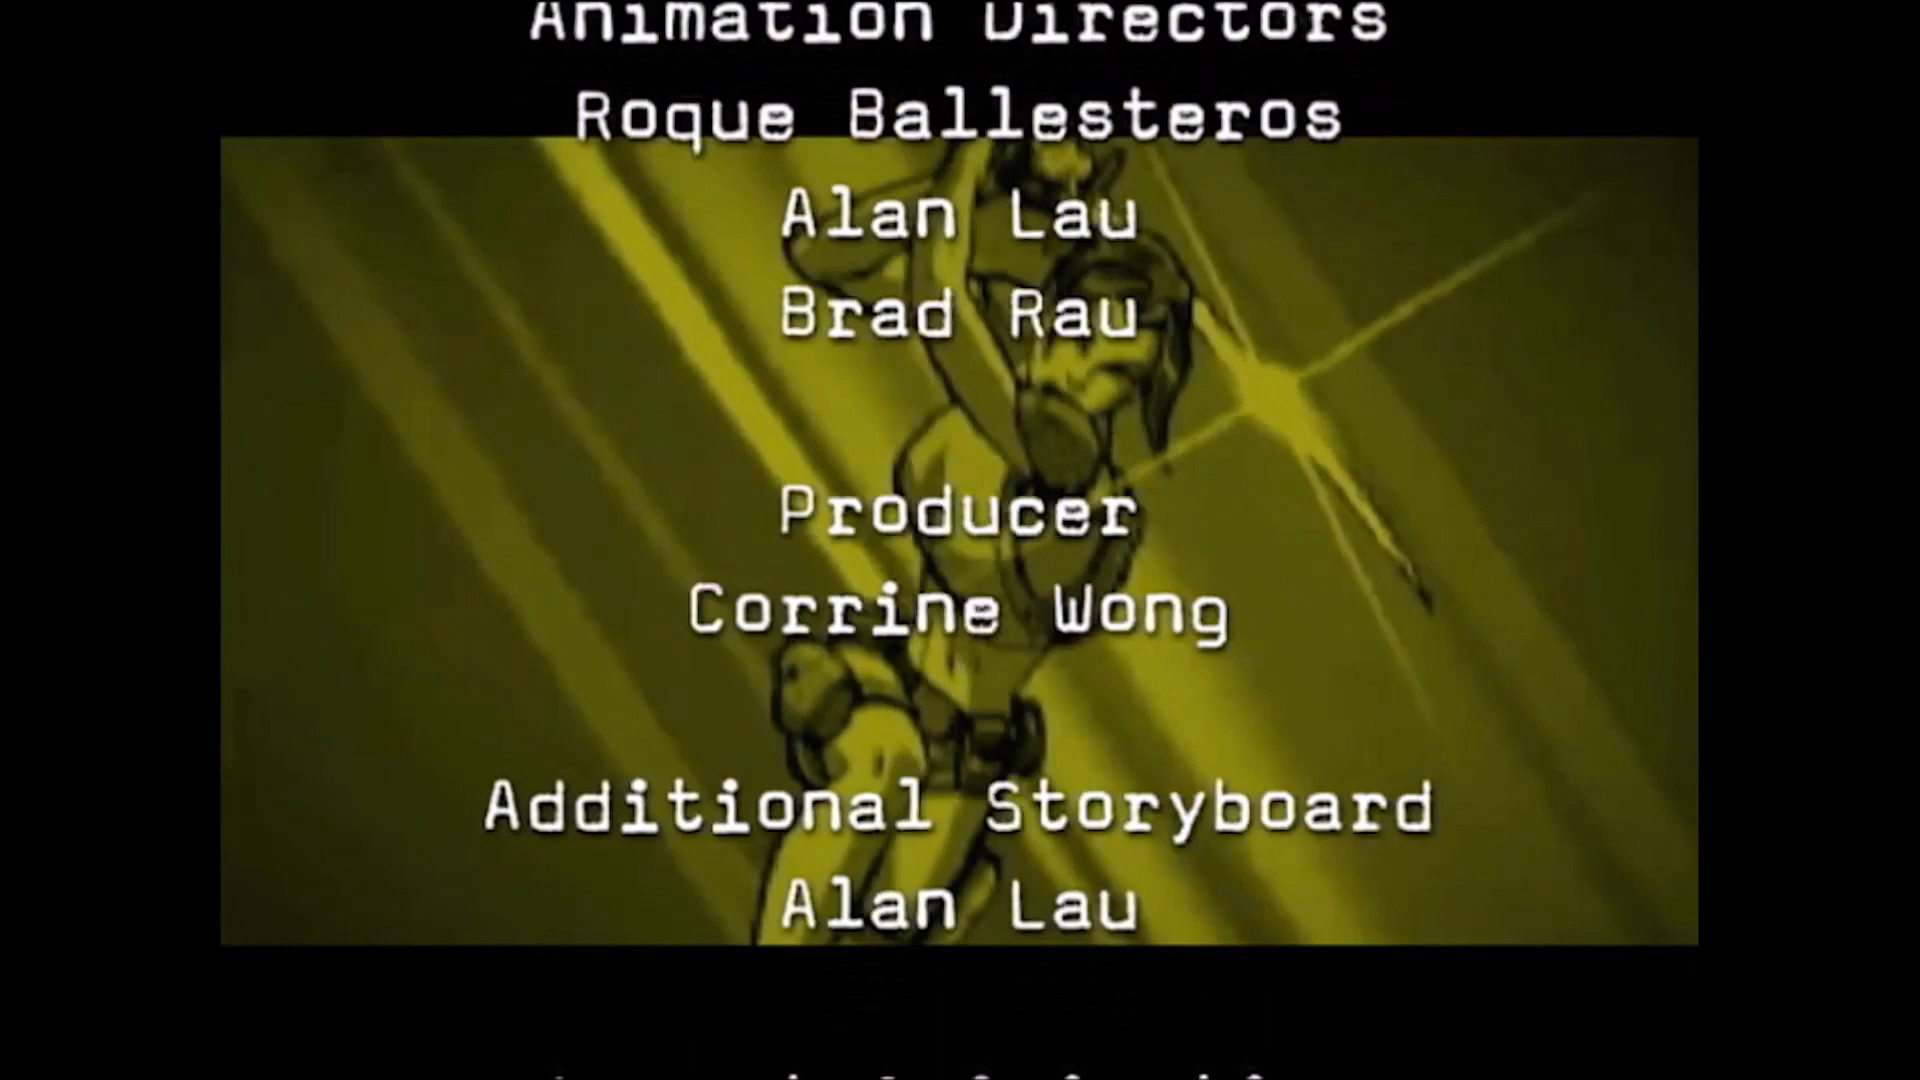 Animation Directors
Roque Ballesteros
Alan Lau
Brad Rau
Producer
Corrine Wong
Additional Storyboard
Alan Lau